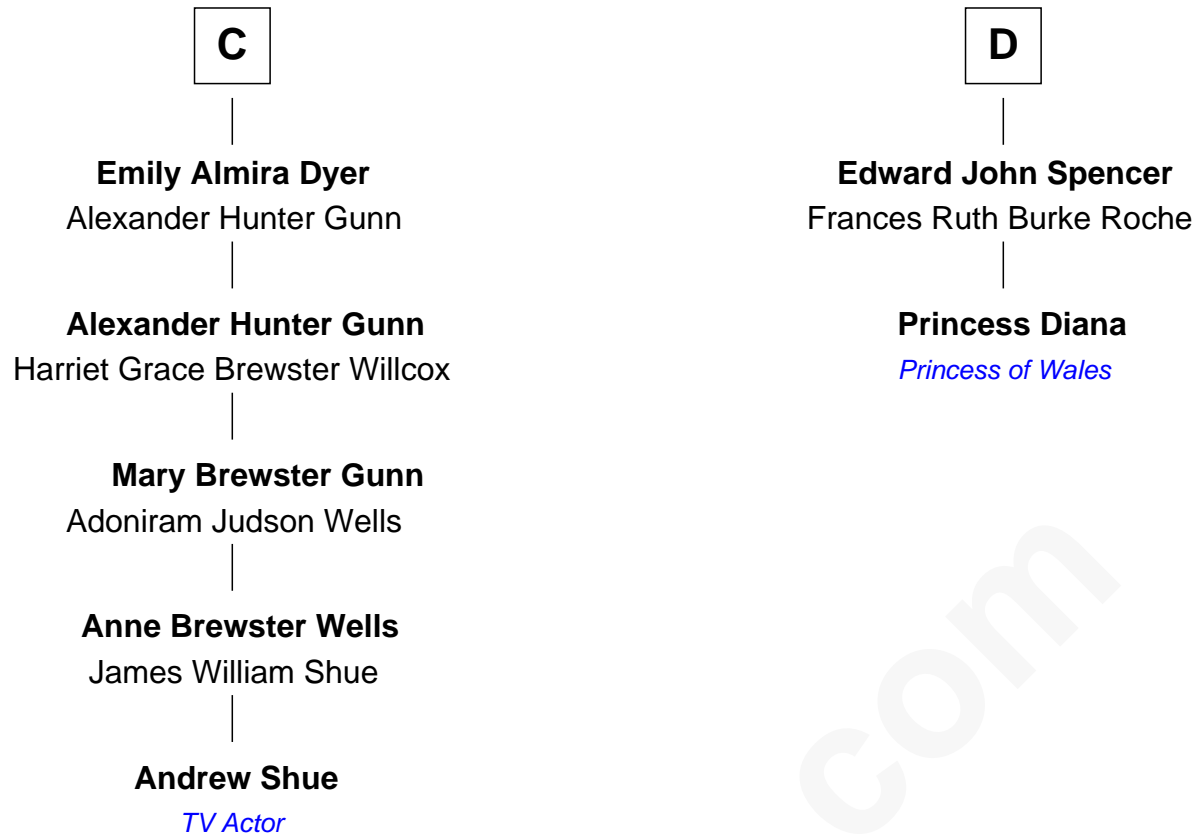 C
Emily Almira Dyer
Alexander Hunter Gunn
Alexander Hunter Gunn
Harriet Grace Brewster Willcox
Mary Brewster Gunn
Adoniram Judson Wells
Anne Brewster Wells
James William Shue
Andrew Shue
TV Actor
D
Edward John Spencer
Frances Ruth Burke Roche
Princess Diana
Princess of Wales
com